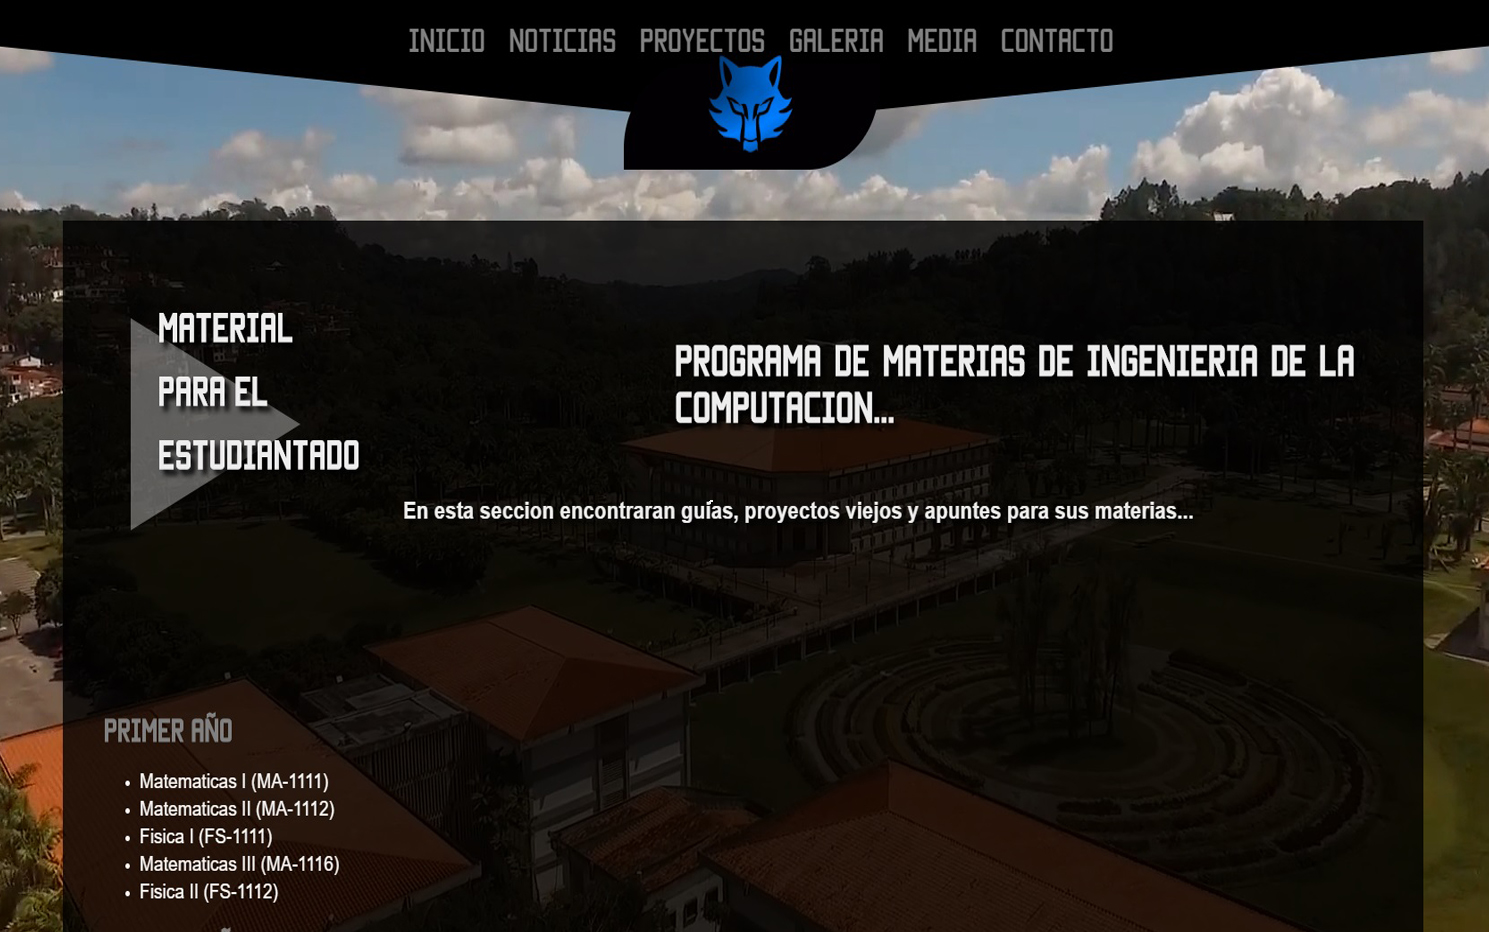 INICIO NOTICIAS PROYECTOS GALERIA MEDIA CONTACTO
MATERIAL
PARA EL
ESTUDIANTADO
PROGRAMA DE MATERIAS DE INGENIERIA DE LA
COMPUTACION...
En esta seccion encontraran guías, proyectos viejos y apuntes para sus materias...
PRIMER AÑO
• Matematicas I (MA-1111)
• Matematicas II (MA-1112)
• Fisica I (FS-1111)
• Matematicas III (MA-1116)
• Fisica II (FS-1112)